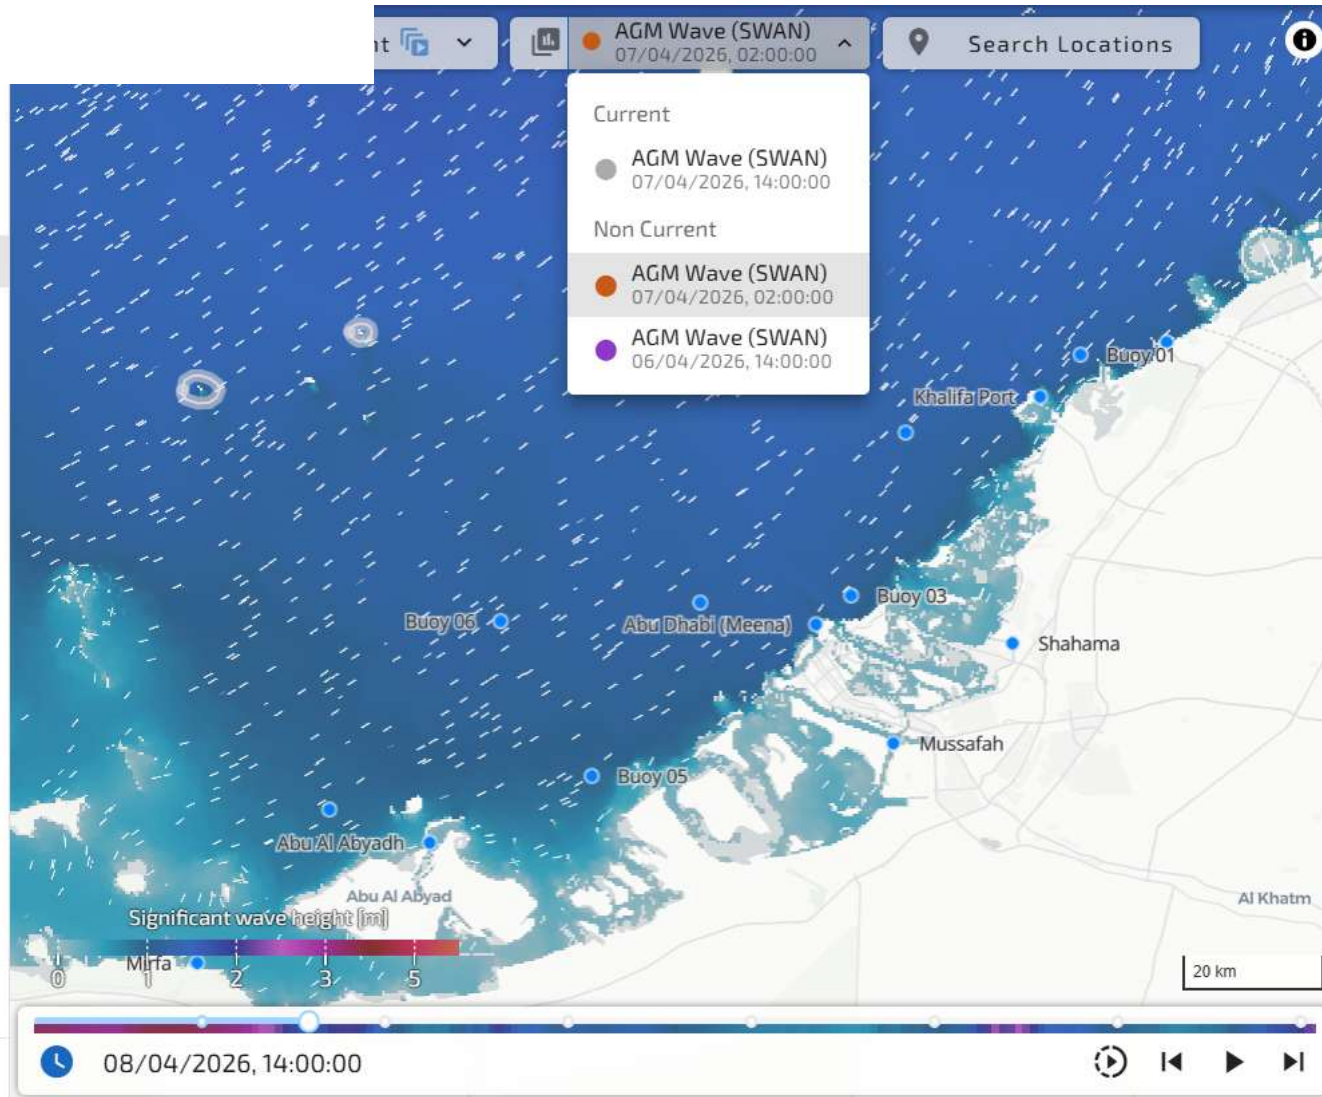 nt
AGM Wave (SWAN)
07/04/2026, 02:00:00
Search Locations
Current
AGM Wave (SWAN)
07/04/2026, 14:00:00
Non Current
AGM Wave (SWAN)
07/04/2026, 02:00:00
AGM Wave (SWAN)
06/04/2026, 14:00:00
Buoy 01
Khalifa Port
Buoy 03
Buoy 06
Abu Dhabi (Meena)
Shahama
Mussafah
Buoy 05
Abu Al Abyadh
Abu Al Abyad
Al Khatm
Significant wave height [m]
Mirfa
0 1 2 3 5
20 km
08/04/2026, 14:00:00